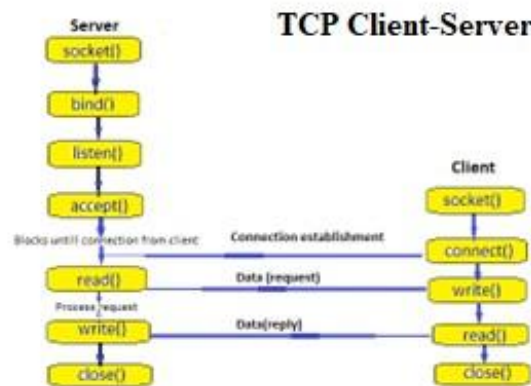 TCP Client-Server
Server
socket()
bind()
listen()
accept()
Blocks untill connection from client
read()
Process request
write()
close()
Connection establishment
Data (request)
Data(reply)
Client
socket()
connect()
write()
read()
close()